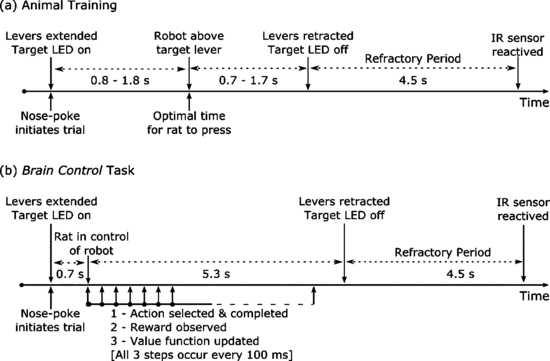 (a) Animal Training
Levers extended
Target LED on
Robot above
target lever
Levers retracted
Target LED off
IR sensor
reactived
Refractory Period
0.8 - 1.8 s
0.7 - 1.7 s
4.5 s
Time
Nose-poke
initiates trial
Optimal time
for rat to press
(b) Brain Control Task
Levers extended
Target LED on
Levers retracted
Target LED off
IR sensor
reactived
Rat in control
of robot
Refractory Period
0.7 s
5.3 s
4.5 s
Time
Nose-poke
initiates trial
1 - Action selected & completed
2 - Reward observed
3 - Value function updated
[All 3 steps occur every 100 ms]